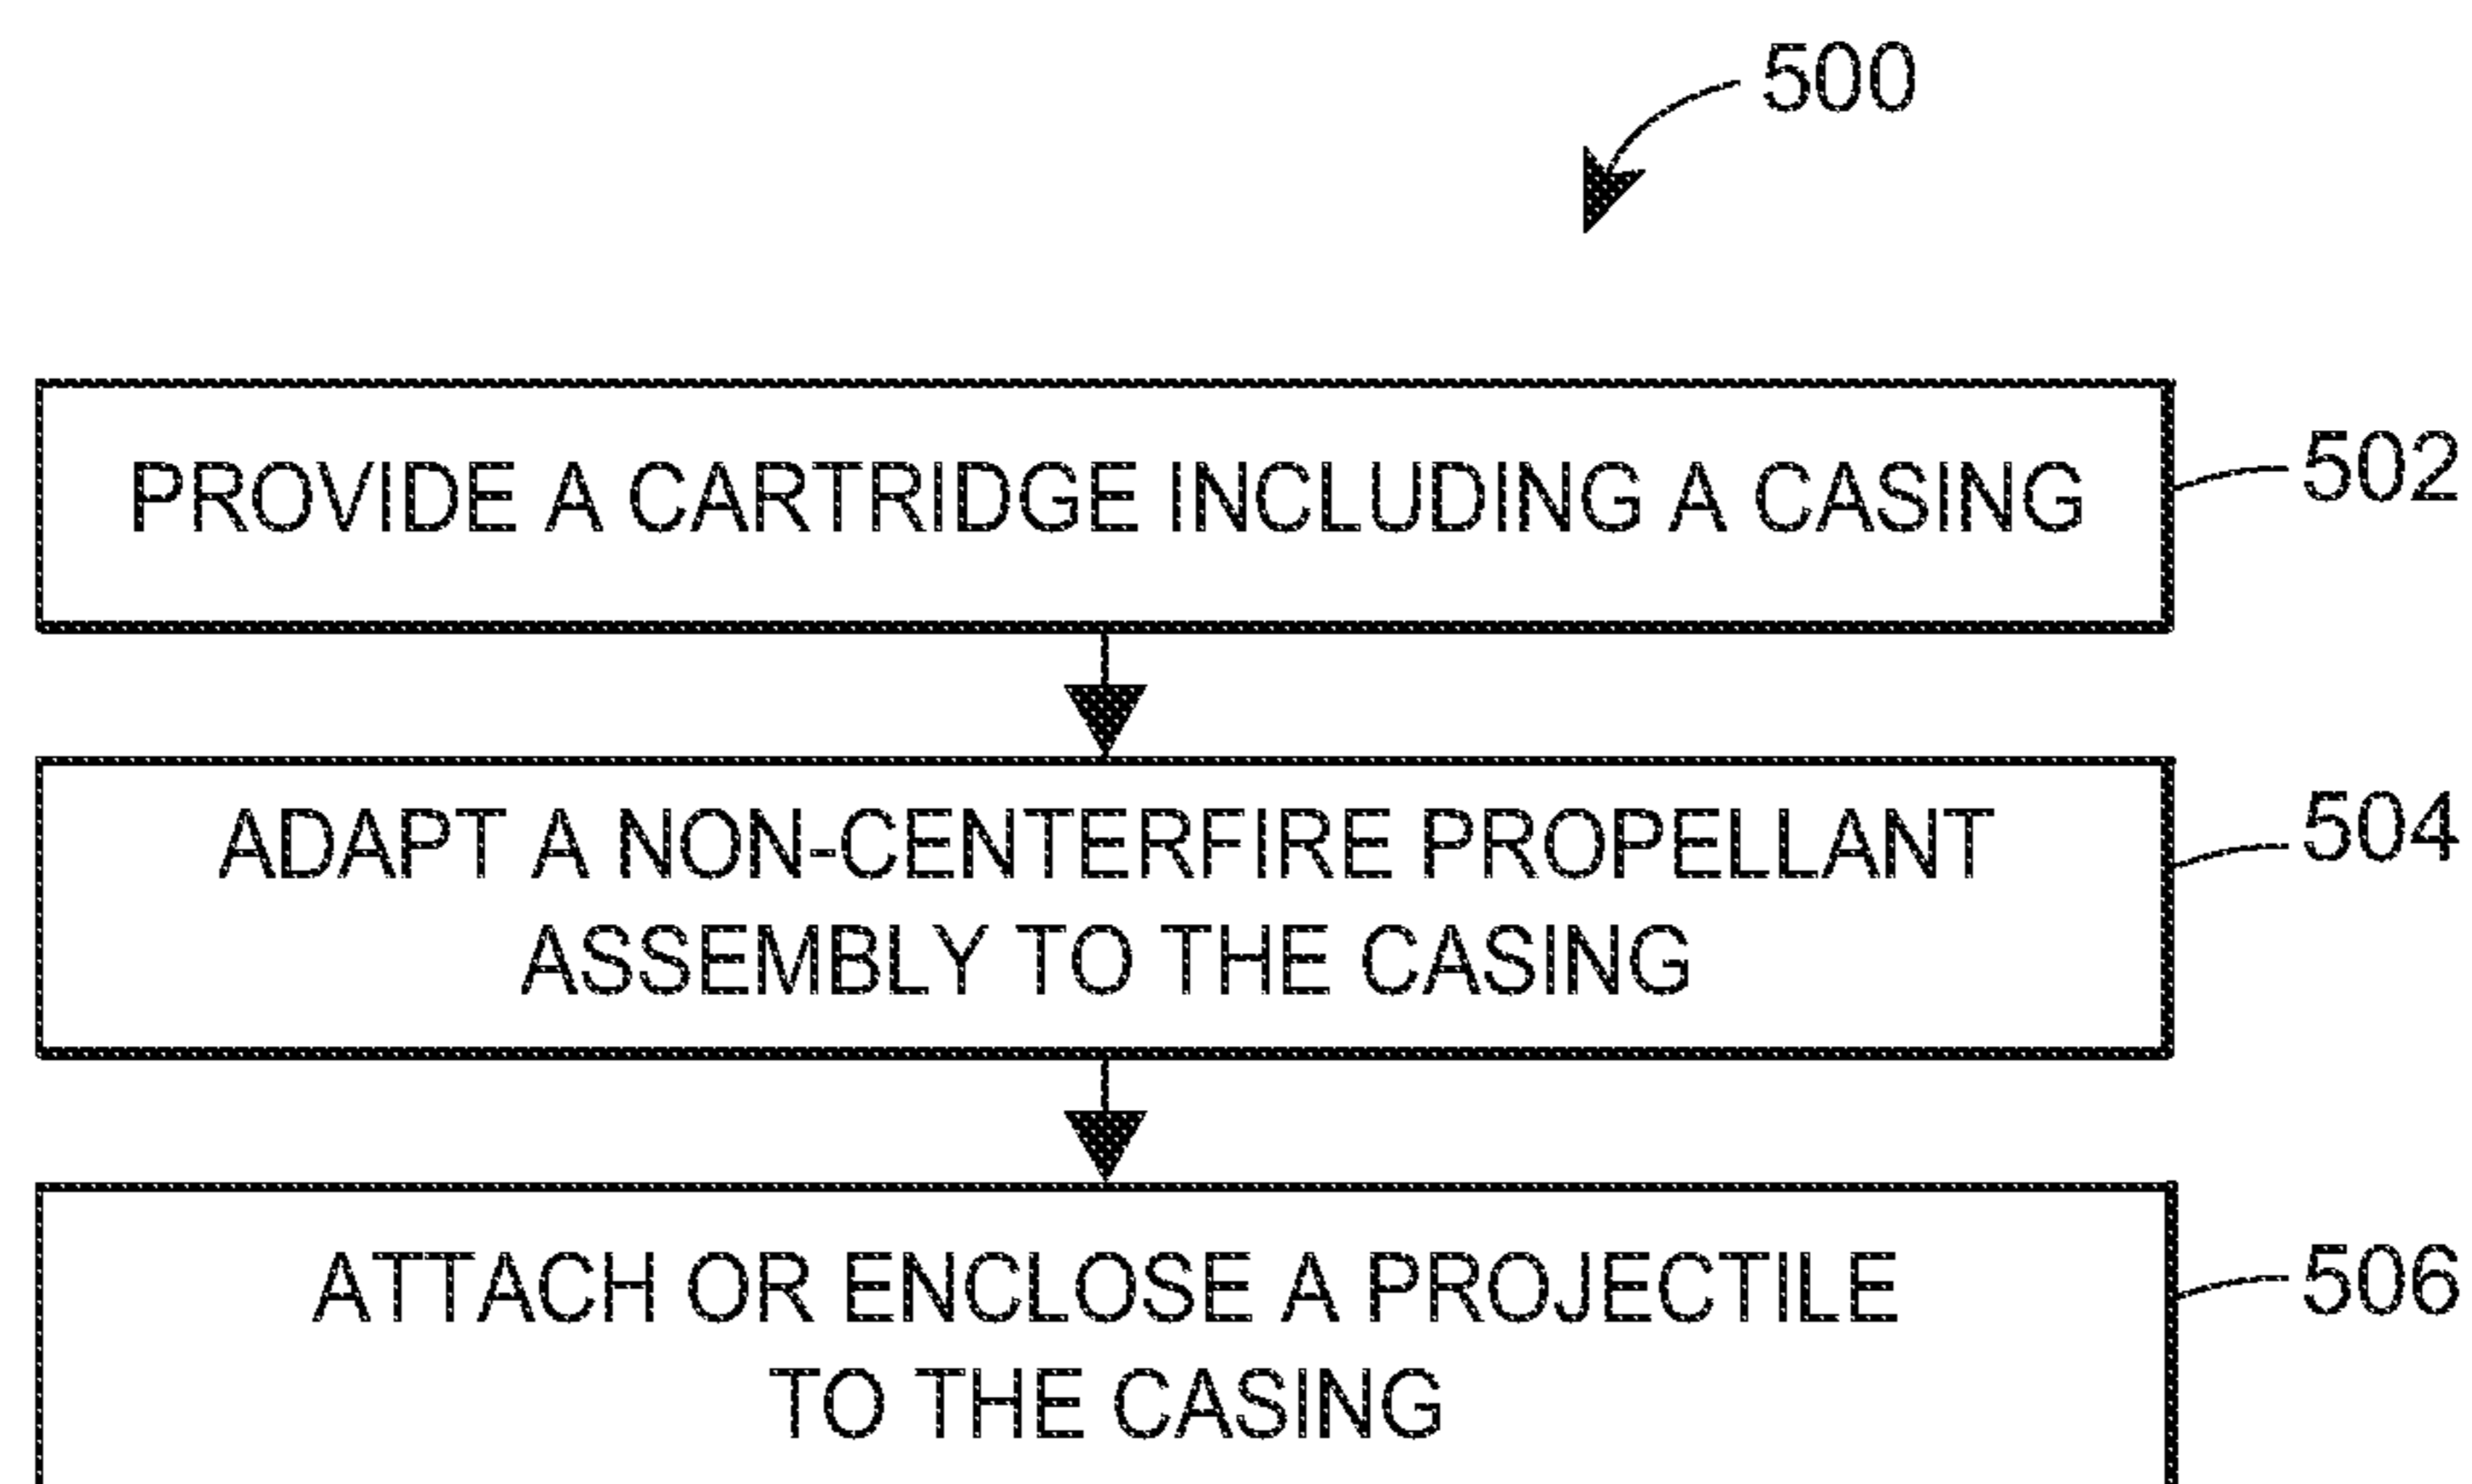 500
PROVIDE A CARTRIDGE INCLUDING A CASING
502
ADAPT A NON-CENTERFIRE PROPELLANT
ASSEMBLY TO THE CASING
504
ATTACH OR ENCLOSE A PROJECTILE
TO THE CASING
506